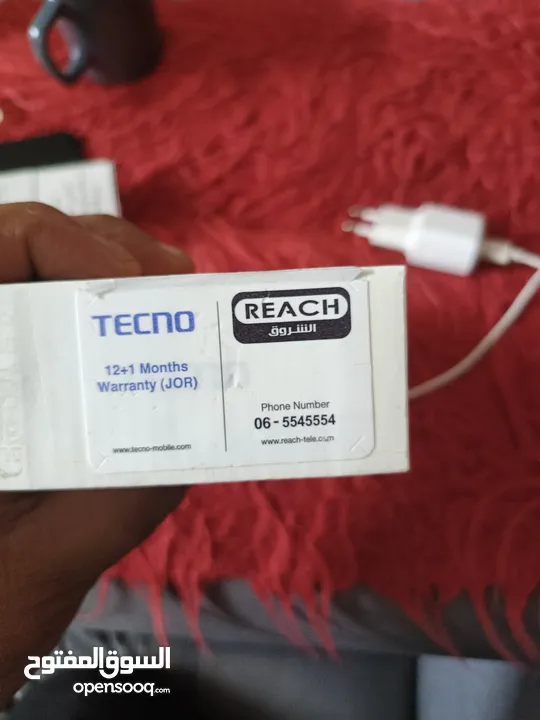 TECNO
12+1 Months
Warranty (JOR)
www.tecno-mobile.com
REACH
الشروق
Phone Number
06 - 5545554
www.reach-tele.com
السوق المفتوح
opensooq.com